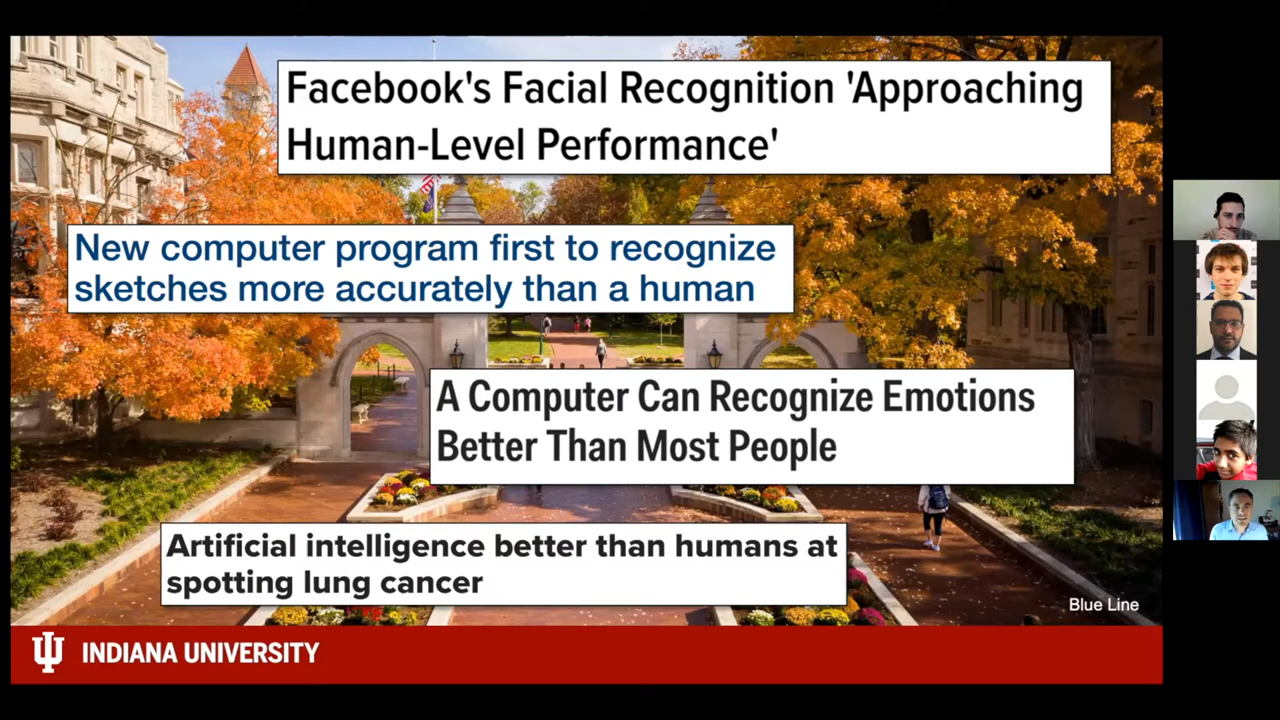 Facebook's Facial Recognition 'Approaching
Human-Level Performance'
New computer program first to recognize
sketches more accurately than a human
A Computer Can Recognize Emotions
Better Than Most People
Artificial intelligence better than humans at
spotting lung cancer
Blue Line
INDIANA UNIVERSITY